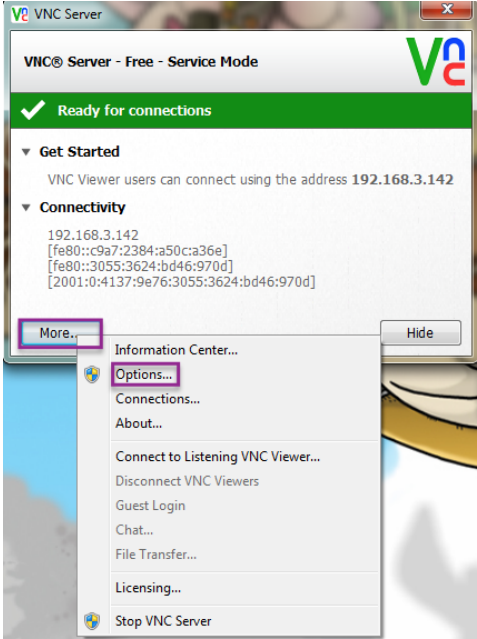 VNC Server
VNC® Server - Free - Service Mode
Ready for connections
Get Started
VNC Viewer users can connect using the address 192.168.3.142
Connectivity
192.168.3.142
[fe80::c9a7:2384:a50c:a36e]
[fe80::3055:3624:bd46:970d]
[2001:0:4137:9e76:3055:3624:bd46:970d]
More...
Hide
Information Center...
Options...
Connections...
About...
Connect to Listening VNC Viewer...
Disconnect VNC Viewers
Guest Login
Chat...
File Transfer...
Licensing...
Stop VNC Server